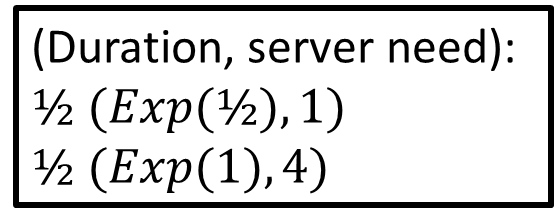 (Duration, server need):
½ (Exp(½), 1)
½ (Exp(1), 4)